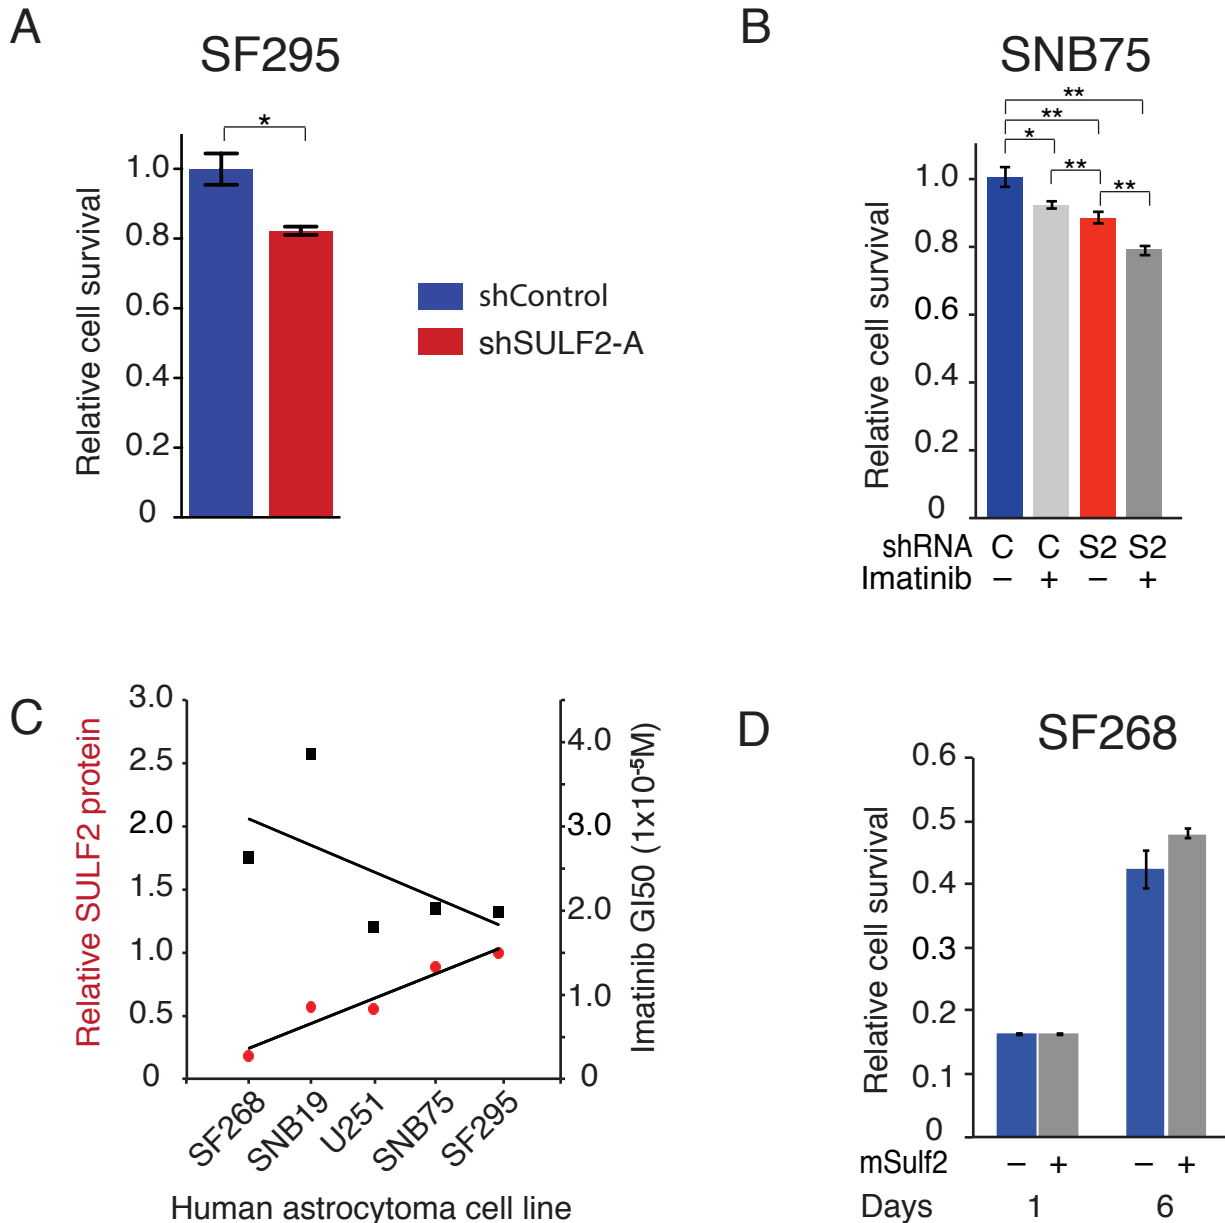 A
SF295
*
Relative cell survival
1.0
0.8
0.6
0.4
0.2
0
shControl
shSULF2-A
B
SNB75
**
**
*
**
**
Relative cell survival
1.0
0.8
0.6
0.4
0.2
0
shRNA C C S2 S2
Imatinib − + − +
C
Relative SULF2 protein
3.0
2.5
2.0
1.5
1.0
0.5
0
4.0
3.0
2.0
1.0
0
Imatinib GI50 (1x10⁻⁵M)
SF268
SNB19
U251
SNB75
SF295
Human astrocytoma cell line
D
SF268
Relative cell survival
0.6
0.5
0.4
0.3
0.2
0.1
0
mSulf2 − + − +
Days 1 6